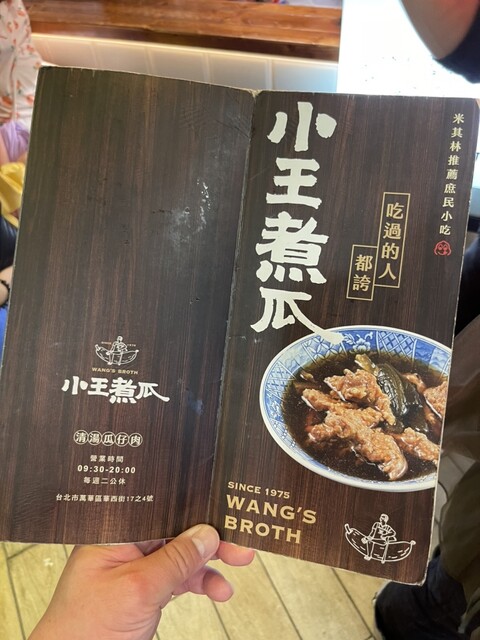 小王煮瓜
米其林推薦庶民小吃
吃過的人
都誇
SINCE 1975
WANG'S
BROTH
WANG'S BROTH
小王煮瓜
清湯瓜仔肉
營業時間
09:30-20:00
每週二公休
台北市萬華區華西街17之4號